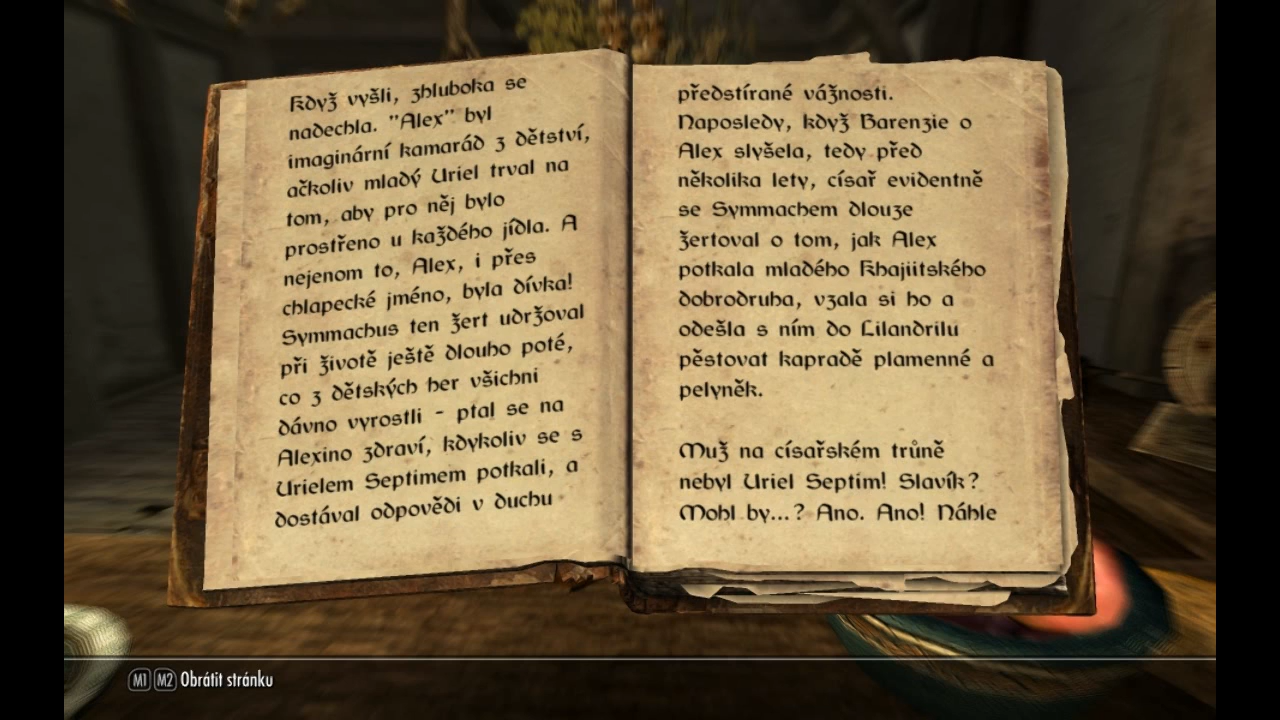 Když vyšli, zhluboka se
nadechla. "Alex" byl
imaginární kamarád z dětství,
ačkoliv mladý Uriel trval na
tom, aby pro něj bylo
prostřeno u každého jídla. A
nejenom to, Alex, i přes
chlapecké jméno, byla dívka!
Symmachus ten žert udržoval
při životě ještě dlouho poté,
co z dětských her všichni
dávno vyrostli - ptal se na
Alexino zdraví, kdykoliv se s
Urielem Septimem potkali, a
dostával odpovědi v duchu
předstírané vážnosti.
Naposledy, když Barenzie o
Alex slyšela, tedy před
několika lety, císař evidentně
se Symmachem dlouze
žertoval o tom, jak Alex
potkala mladého Khajiitského
dobrodruha, vzala si ho a
odešla s ním do Lilandrilu
pěstovat kapradě plamenné a
pelyněk.
Muž na císařském trůně
nebyl Uriel Septim! Slavík?
Mohl by...? Ano. Ano! Náhle
M1 M2 Obrátit stránku